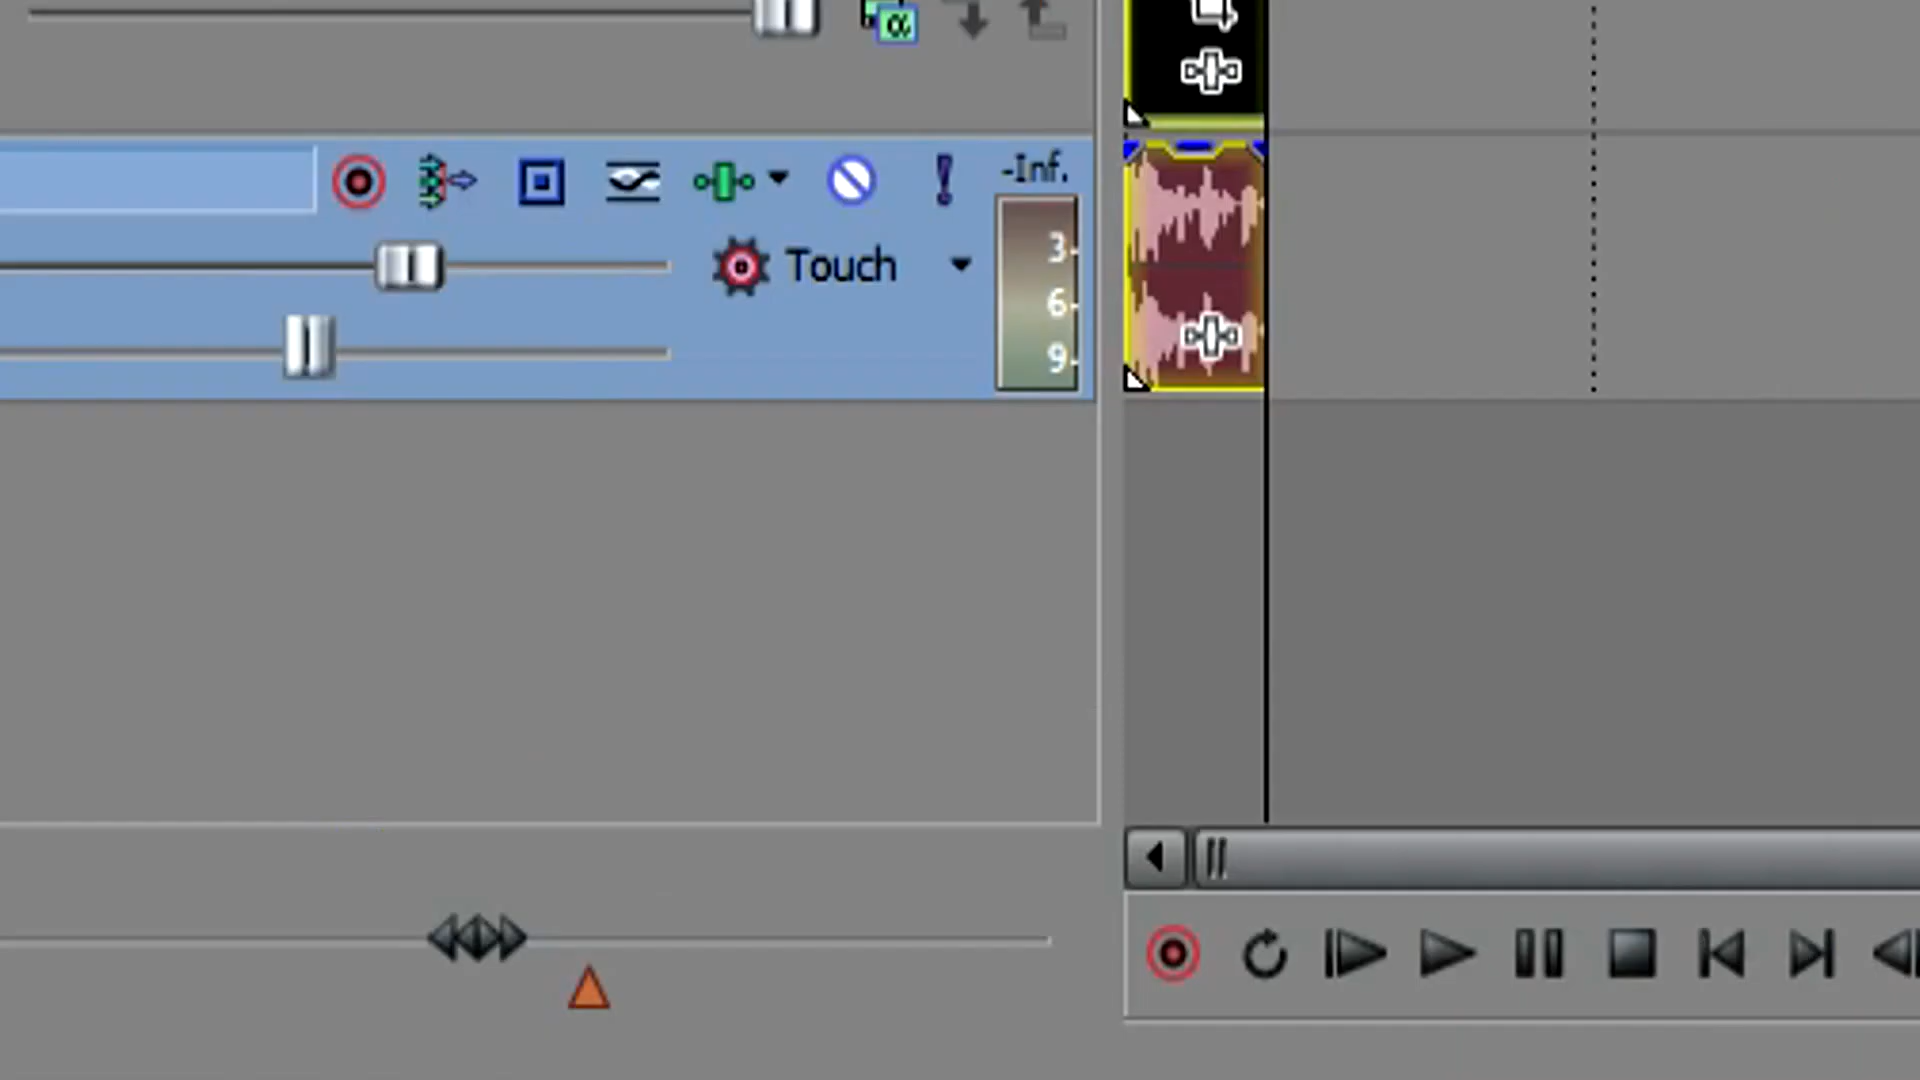 α
-Inf.
Touch
3-
6-
9-